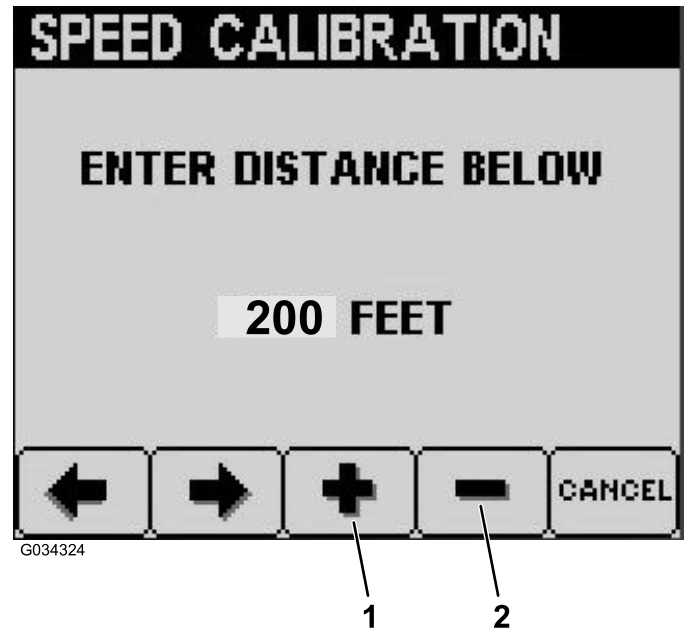 SPEED CALIBRATION
ENTER DISTANCE BELOW
200 FEET
CANCEL
G034324
1 2